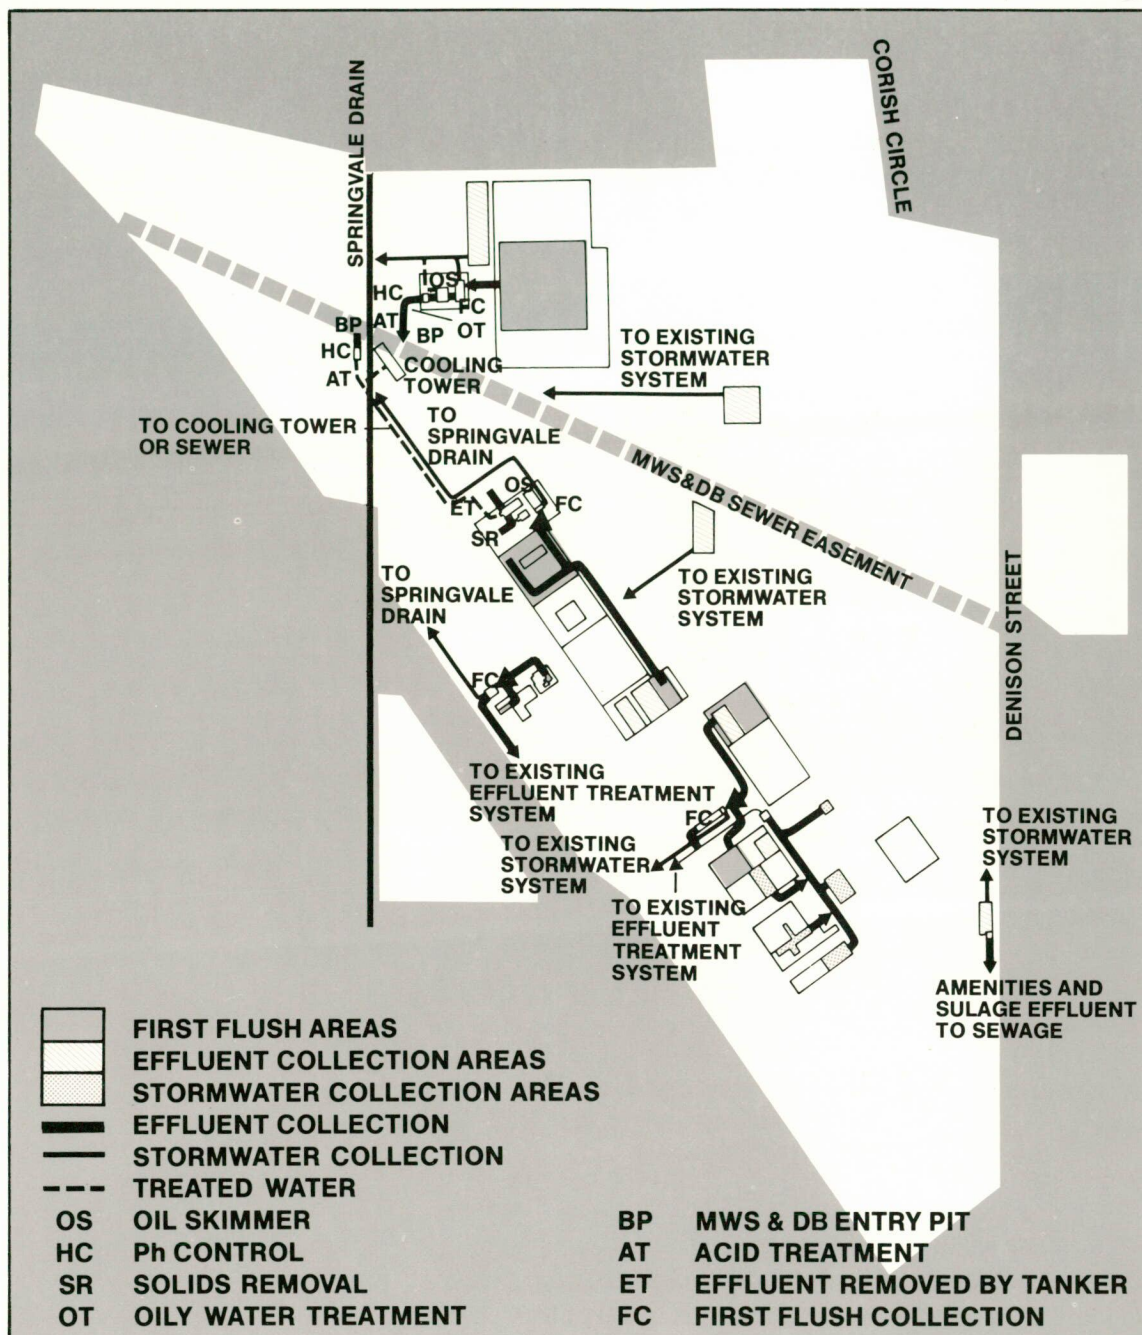 CORISH CIRCLE
SPRINGVALE DRAIN
OS
HC
FC
AT
BP
OT
BP
HC
AT
COOLING
TOWER
TO EXISTING
STORMWATER
SYSTEM
TO COOLING TOWER
OR SEWER
TO
SPRINGVALE
DRAIN
MWS&DB SEWER EASEMENT
OS
ET
FC
SR
TO EXISTING
STORMWATER
SYSTEM
TO
SPRINGVALE
DRAIN
FC
DENISON STREET
TO EXISTING
EFFLUENT TREATMENT
SYSTEM
FC
TO EXISTING
STORMWATER
SYSTEM
TO EXISTING
EFFLUENT
TREATMENT
SYSTEM
TO EXISTING
STORMWATER
SYSTEM
AMENITIES AND
SULAGE EFFLUENT
TO SEWAGE
FIRST FLUSH AREAS
EFFLUENT COLLECTION AREAS
STORMWATER COLLECTION AREAS
EFFLUENT COLLECTION
STORMWATER COLLECTION
TREATED WATER
OS OIL SKIMMER
HC Ph CONTROL
SR SOLIDS REMOVAL
OT OILY WATER TREATMENT
BP MWS & DB ENTRY PIT
AT ACID TREATMENT
ET EFFLUENT REMOVED BY TANKER
FC FIRST FLUSH COLLECTION